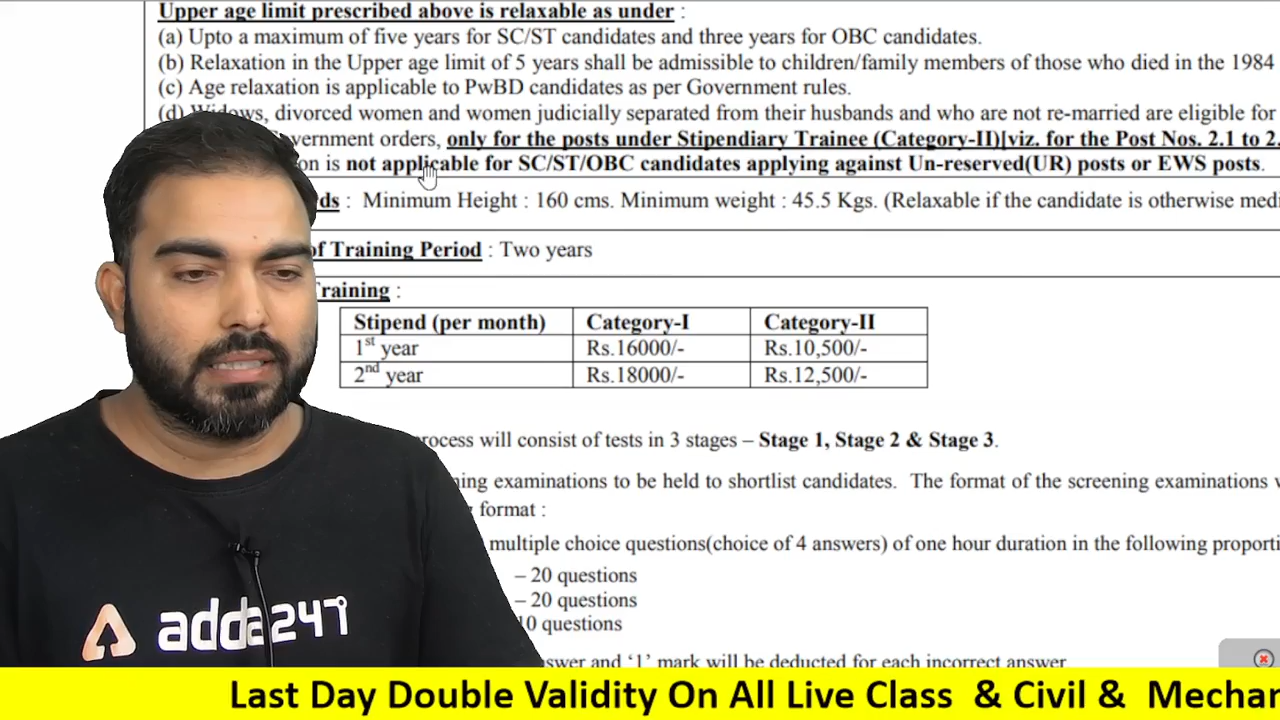 Upper age limit prescribed above is relaxable as under :
(a) Upto a maximum of five years for SC/ST candidates and three years for OBC candidates.
(b) Relaxation in the Upper age limit of 5 years shall be admissible to children/family members of those who died in the 1984
(c) Age relaxation is applicable to PwBD candidates as per Government rules.
(d) Widows, divorced women and women judicially separated from their husbands and who are not re-married are eligible for
vernment orders, only for the posts under Stipendiary Trainee (Category-II)[viz. for the Post Nos. 2.1 to 2.
on is not applicable for SC/ST/OBC candidates applying against Un-reserved(UR) posts or EWS posts.
ds : Minimum Height : 160 cms. Minimum weight : 45.5 Kgs. (Relaxable if the candidate is otherwise medi
of Training Period : Two years
Training :
Stipend (per month) Category-I Category-II
1st year Rs.16000/- Rs.10,500/-
2nd year Rs.18000/- Rs.12,500/-
rocess will consist of tests in 3 stages – Stage 1, Stage 2 & Stage 3.
ning examinations to be held to shortlist candidates. The format of the screening examinations
format :
multiple choice questions(choice of 4 answers) of one hour duration in the following proporti
– 20 questions
– 20 questions
10 questions
swer and ‘1’ mark will be deducted for each incorrect answer
adda247
Last Day Double Validity On All Live Class & Civil & Mechan